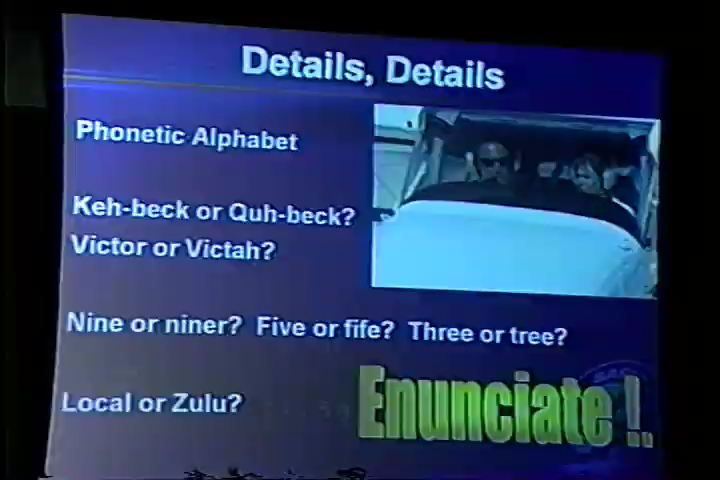 Details, Details
Phonetic Alphabet
Keh-beck or Quh-beck?
Victor or Victah?
Nine or niner? Five or fife? Three or tree?
Local or Zulu?
Enunciate !